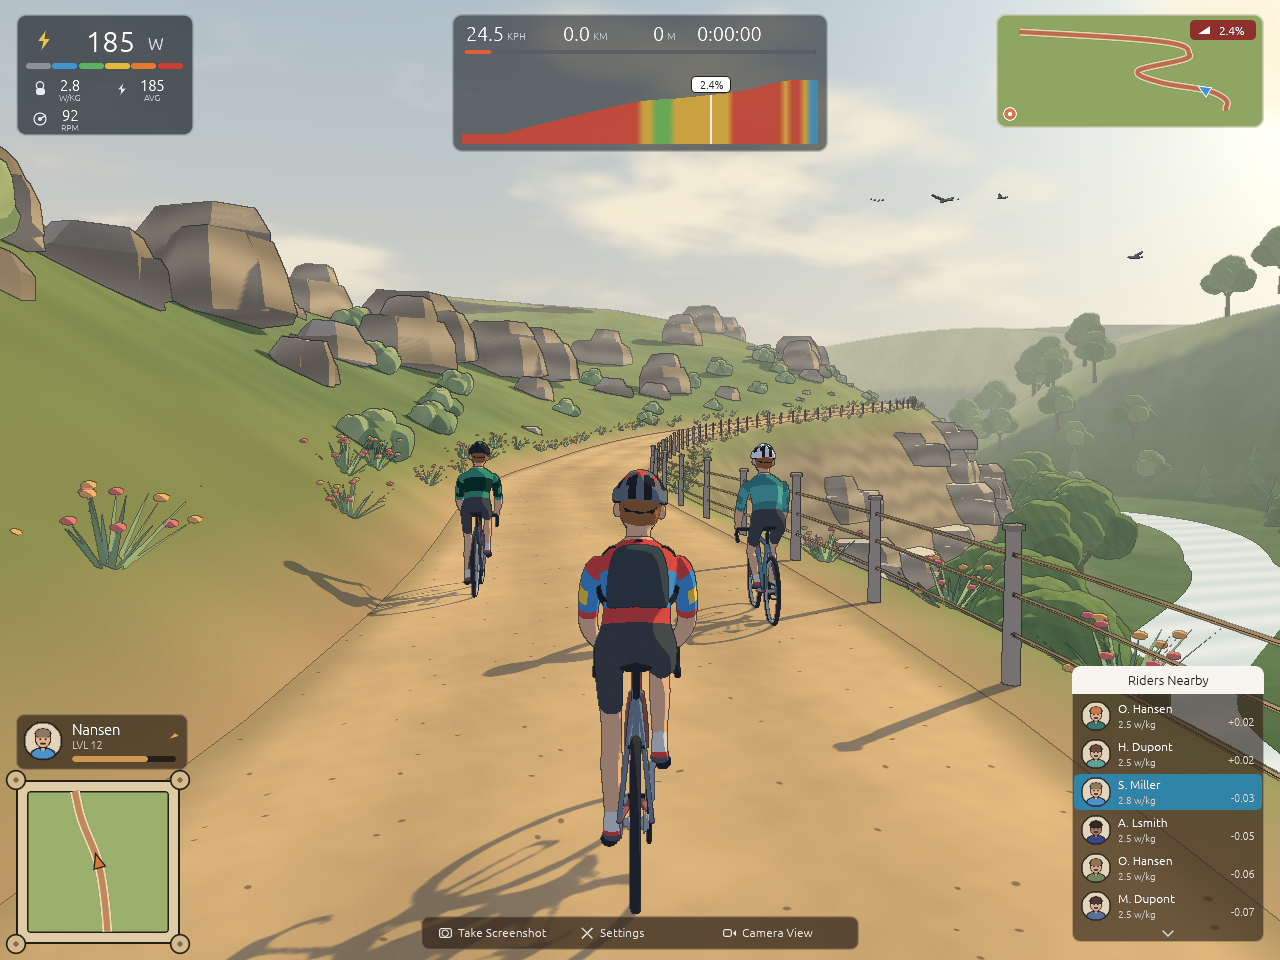 185 W
2.8
W/KG
185
AVG
92
RPM
24.5 KPH
0.0 KM
0 M
0:00:00
2.4%
2.4%
Nansen
LVL 12
Riders Nearby
O. Hansen
2.5 w/kg
+0.02
H. Dupont
2.5 w/kg
+0.02
S. Miller
2.8 w/kg
-0.03
A. Lsmith
2.5 w/kg
-0.05
O. Hansen
2.5 w/kg
-0.06
M. Dupont
2.5 w/kg
-0.07
Take Screenshot
Settings
Camera View